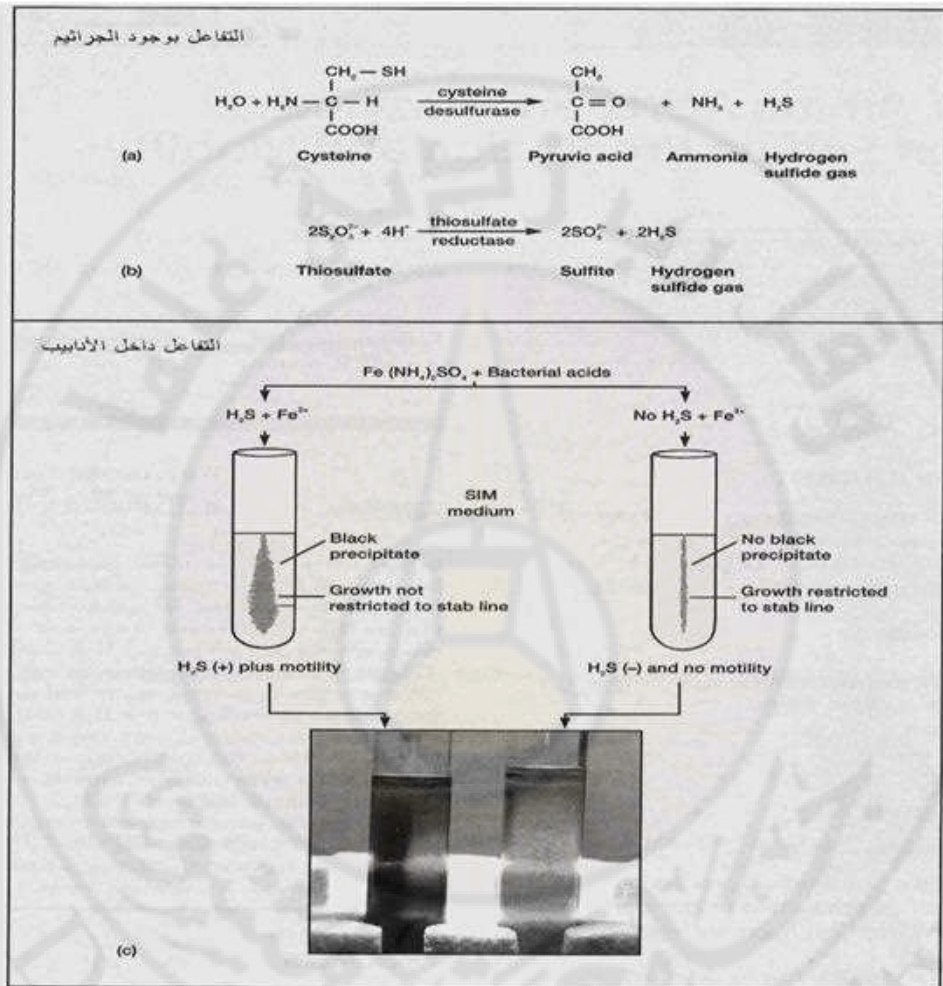 التفاعل بوجود الجراثيم
CH₂ — SH
H₂O + H₂N — C — H
COOH
cysteine
desulfurase
CH₃
C = O
COOH
+ NH₃ + H₂S
(a)
Cysteine
Pyruvic acid
Ammonia
Hydrogen
sulfide gas
2S₂O₃²⁻ + 4H⁺
thiosulfate
reductase
2SO₃²⁻ + 2H₂S
(b)
Thiosulfate
Sulfite
Hydrogen
sulfide gas
التفاعل داخل الأنابيب
Fe (NH₄)₂SO₄ + Bacterial acids
H₂S + Fe²⁺
No H₂S + Fe²⁺
SIM
medium
Black
precipitate
Growth not
restricted to stab line
No black
precipitate
Growth restricted
to stab line
H₂S (+) plus motility
H₂S (–) and no motility
(c)